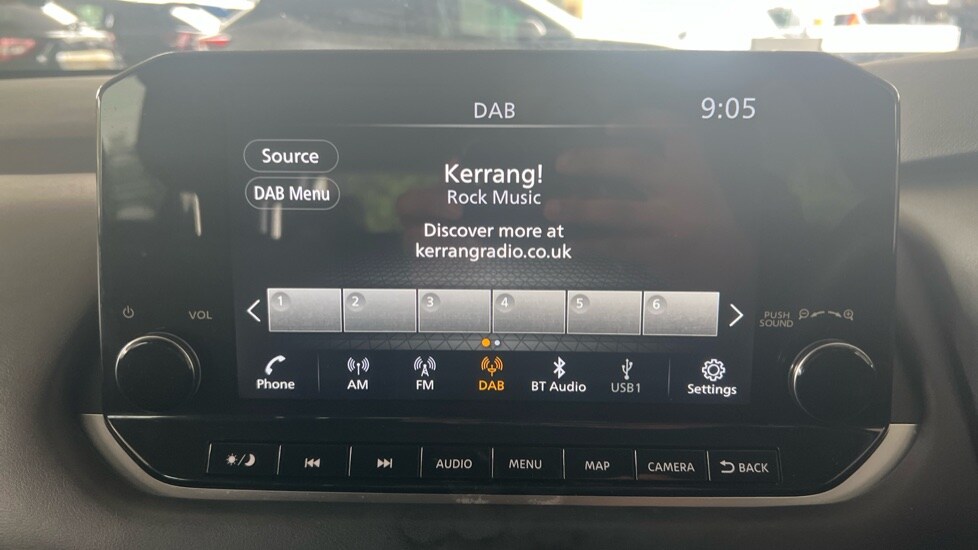 DAB
9:05
Source
DAB Menu
Kerrang!
Rock Music
Discover more at
kerrangradio.co.uk
1 2 3 4 5 6
VOL
PUSH
SOUND
Phone AM FM DAB BT Audio USB1 Settings
AUDIO MENU MAP CAMERA BACK